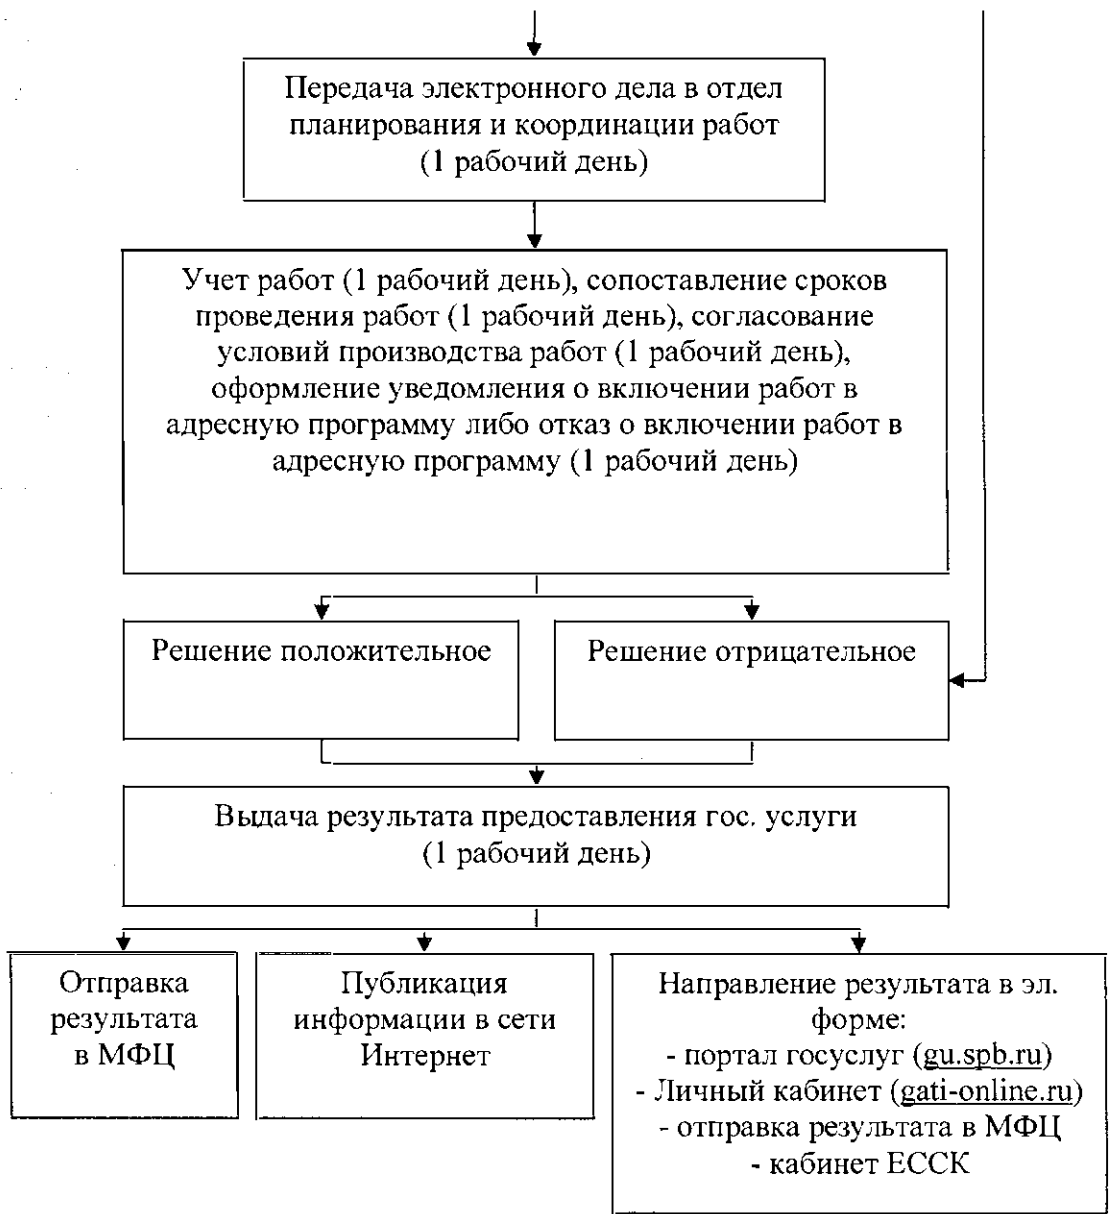 Передача электронного дела в отдел
планирования и координации работ
(1 рабочий день)
Учет работ (1 рабочий день), сопоставление сроков
проведения работ (1 рабочий день), согласование
условий производства работ (1 рабочий день),
оформление уведомления о включении работ в
адресную программу либо отказ о включении работ в
адресную программу (1 рабочий день)
Решение положительное
Решение отрицательное
Выдача результата предоставления гос. услуги
(1 рабочий день)
Отправка
результата
в МФЦ
Публикация
информации в сети
Интернет
Направление результата в эл.
форме:
- портал госуслуг (gu.spb.ru)
- Личный кабинет (gati-online.ru)
- отправка результата в МФЦ
- кабинет ЕССК